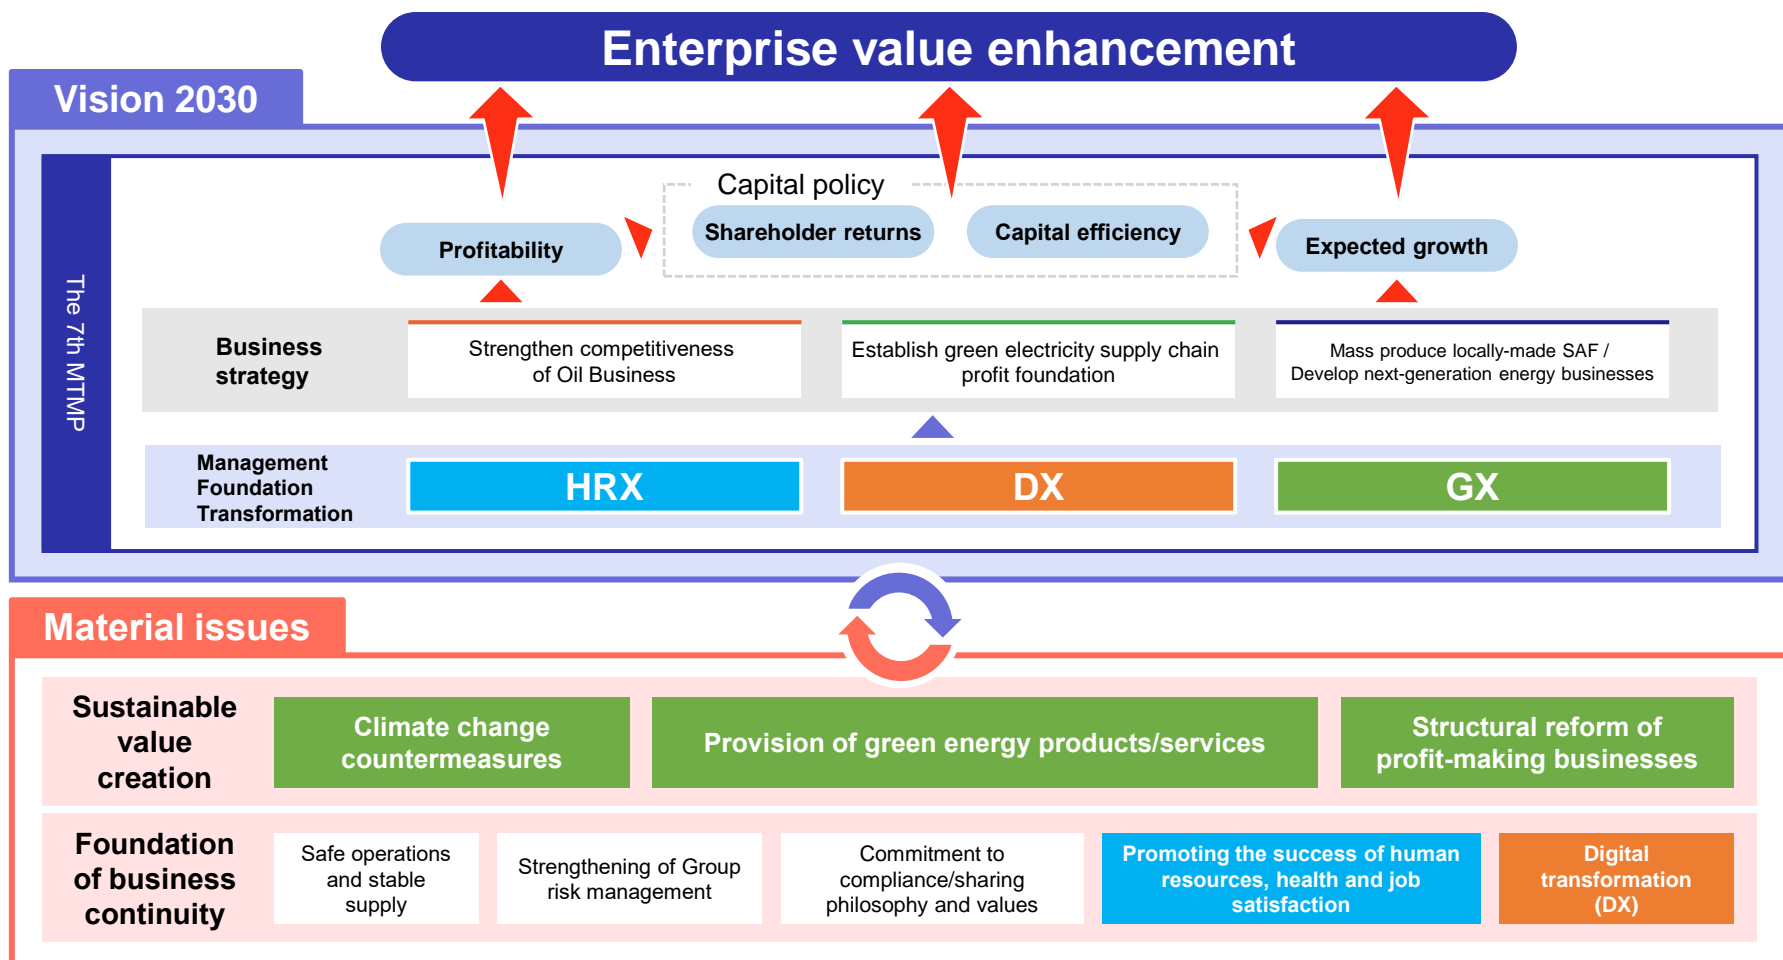 Enterprise value enhancement
Vision 2030
The 7th MTMP
Capital policy
Profitability
Shareholder returns
Capital efficiency
Expected growth
Business
strategy
Strengthen competitiveness
of Oil Business
Establish green electricity supply chain
profit foundation
Mass produce locally-made SAF /
Develop next-generation energy businesses
Management
Foundation
Transformation
HRX
DX
GX
Material issues
Sustainable
value
creation
Climate change
countermeasures
Provision of green energy products/services
Structural reform of
profit-making businesses
Foundation
of business
continuity
Safe operations
and stable
supply
Strengthening of Group
risk management
Commitment to
compliance/sharing
philosophy and values
Promoting the success of human
resources, health and job
satisfaction
Digital
transformation
(DX)